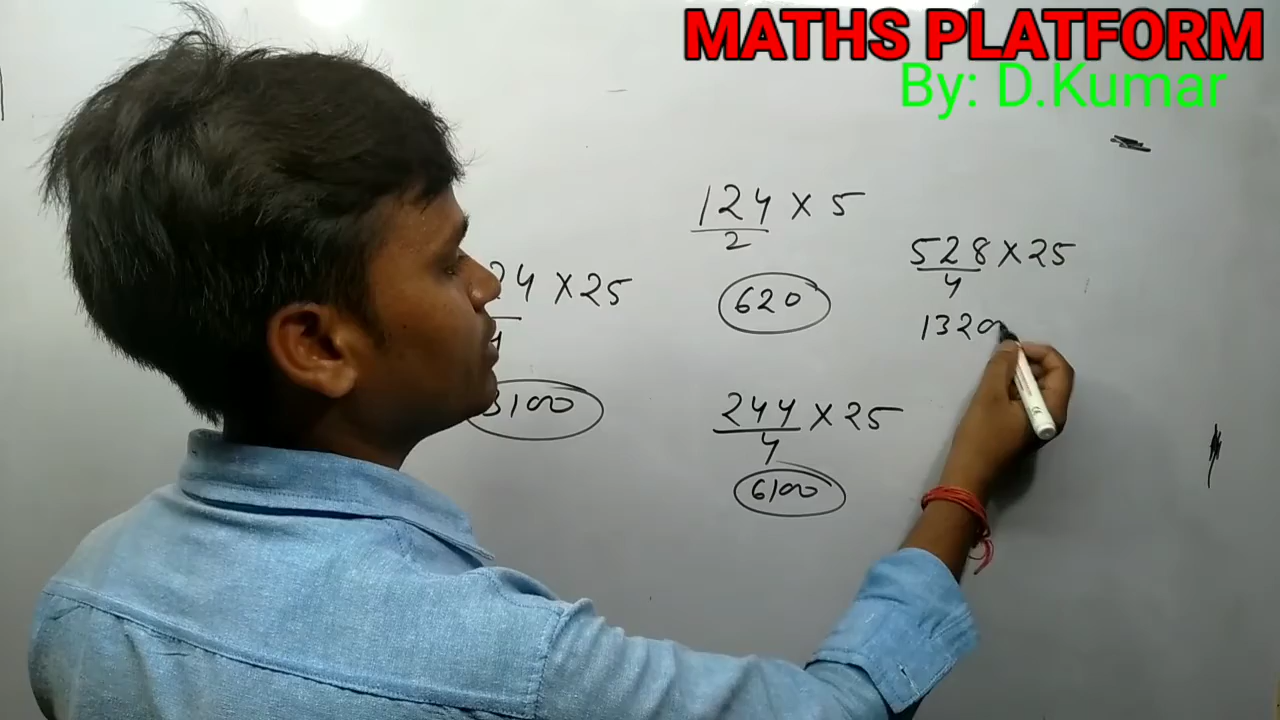 MATHS PLATFORM
By: D.Kumar
124 × 5
2
620
528 × 25
4
1320
24 × 25
4
3100
244 × 25
4
6100